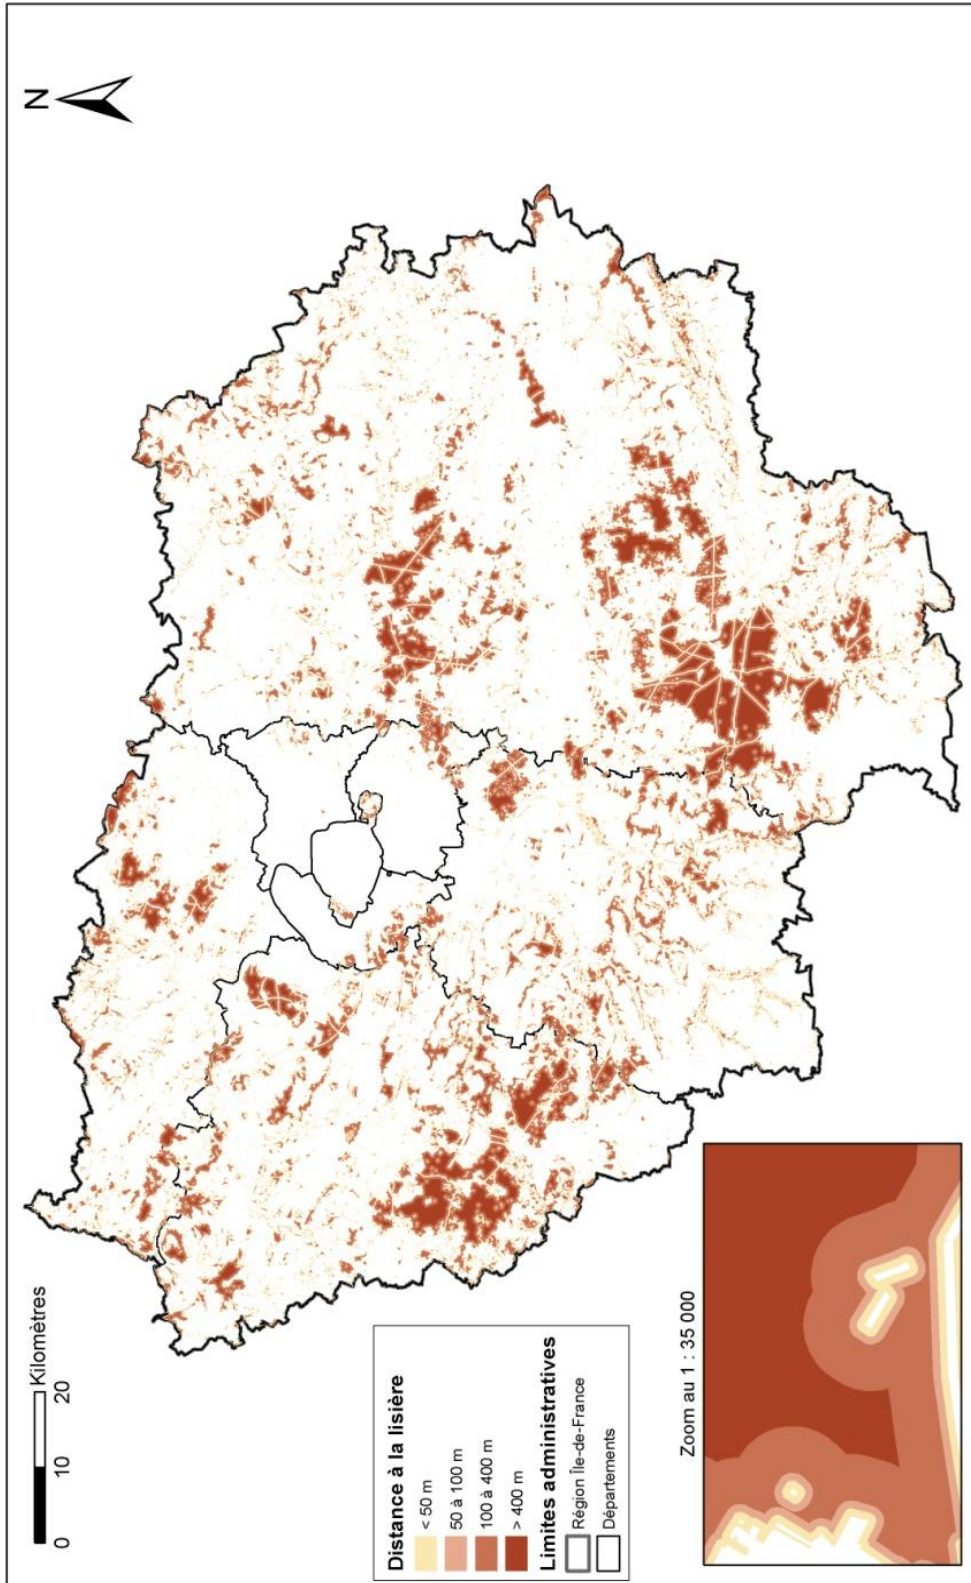 N
Kilomètres
0 10 20
Distance à la lisière
< 50 m
50 à 100 m
100 à 400 m
> 400 m
Limites administratives
Région Île-de-France
Départements
Zoom au 1 : 35 000